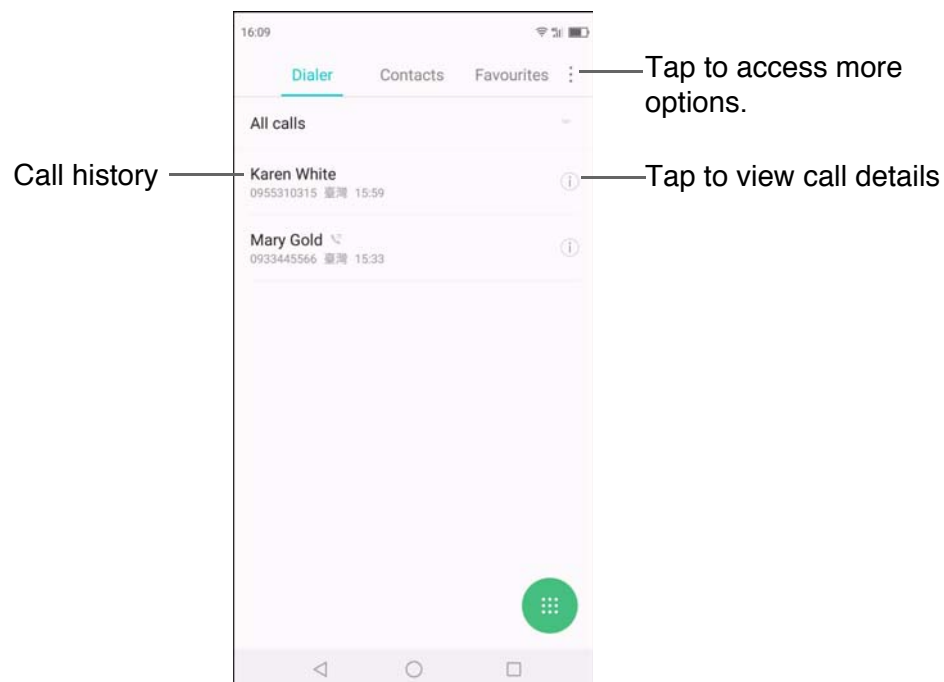 16:09
Dialer Contacts Favourites
Tap to access more
options.
All calls
Call history
Karen White
0955310315 臺灣 15:59
Tap to view call details
Mary Gold
0933445566 臺灣 15:33